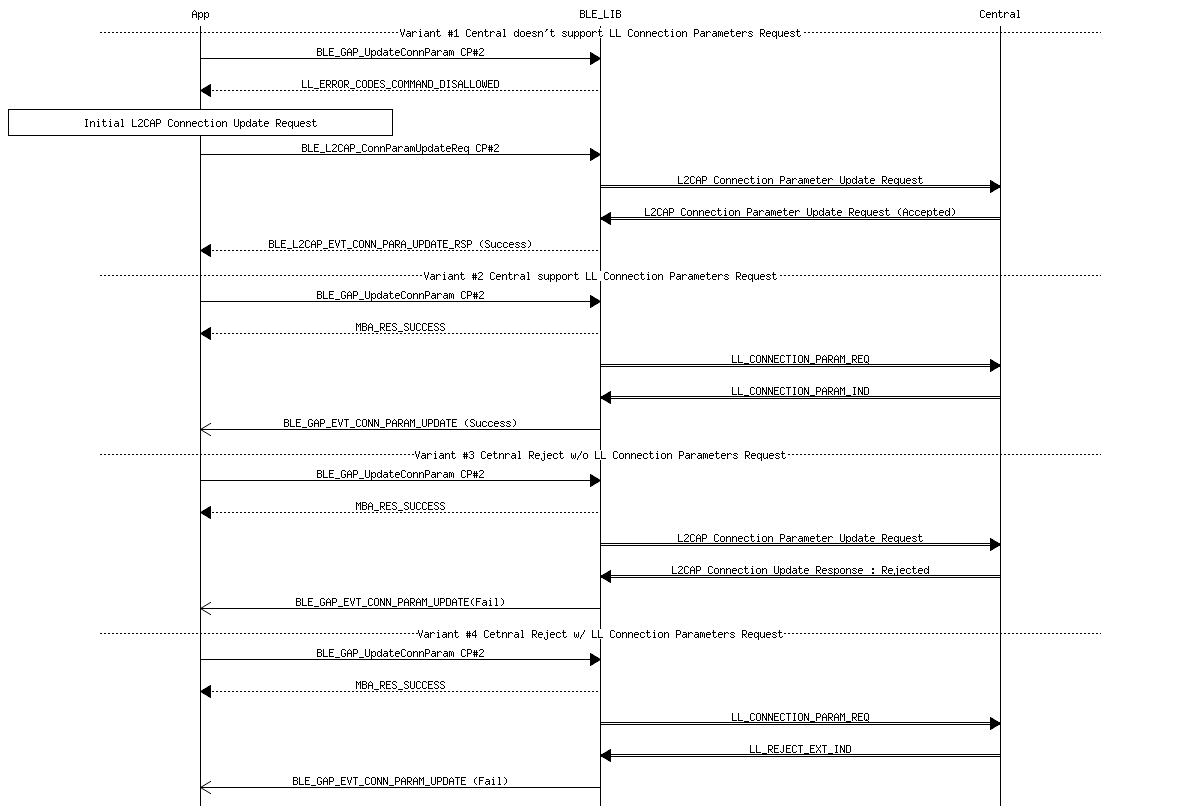 App BLE_LIB Central
Variant #1 Central doesn't support LL Connection Parameters Request
BLE_GAP_UpdateConnParam CP#2
LL_ERROR_CODES_COMMAND_DISALLOWED
Initial L2CAP Connection Update Request
BLE_L2CAP_ConnParamUpdateReq CP#2
L2CAP Connection Parameter Update Request
L2CAP Connection Parameter Update Request (Accepted)
BLE_L2CAP_EVT_CONN_PARA_UPDATE_RSP (Success)
Variant #2 Central support LL Connection Parameters Request
BLE_GAP_UpdateConnParam CP#2
MBA_RES_SUCCESS
LL_CONNECTION_PARAM_REQ
LL_CONNECTION_PARAM_IND
BLE_GAP_EVT_CONN_PARAM_UPDATE (Success)
Variant #3 Cetnral Reject w/o LL Connection Parameters Request
BLE_GAP_UpdateConnParam CP#2
MBA_RES_SUCCESS
L2CAP Connection Parameter Update Request
L2CAP Connection Update Response : Rejected
BLE_GAP_EVT_CONN_PARAM_UPDATE(Fail)
Variant #4 Cetnral Reject w/ LL Connection Parameters Request
BLE_GAP_UpdateConnParam CP#2
MBA_RES_SUCCESS
LL_CONNECTION_PARAM_REQ
LL_REJECT_EXT_IND
BLE_GAP_EVT_CONN_PARAM_UPDATE (Fail)